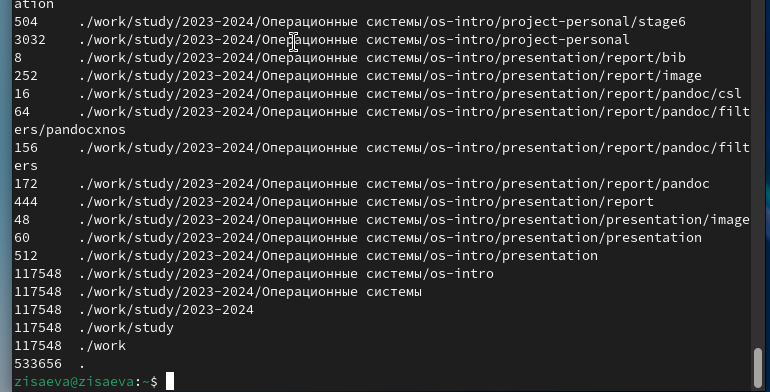 ation
504 ./work/study/2023-2024/Операционные системы/os-intro/project-personal/stage6
3032 ./work/study/2023-2024/Операционные системы/os-intro/project-personal
8 ./work/study/2023-2024/Операционные системы/os-intro/presentation/report/bib
252 ./work/study/2023-2024/Операционные системы/os-intro/presentation/report/image
16 ./work/study/2023-2024/Операционные системы/os-intro/presentation/report/pandoc/csl
64 ./work/study/2023-2024/Операционные системы/os-intro/presentation/report/pandoc/filt
ers/pandocxnos
156 ./work/study/2023-2024/Операционные системы/os-intro/presentation/report/pandoc/filt
ers
172 ./work/study/2023-2024/Операционные системы/os-intro/presentation/report/pandoc
444 ./work/study/2023-2024/Операционные системы/os-intro/presentation/report
48 ./work/study/2023-2024/Операционные системы/os-intro/presentation/presentation/image
60 ./work/study/2023-2024/Операционные системы/os-intro/presentation/presentation
512 ./work/study/2023-2024/Операционные системы/os-intro/presentation
117548 ./work/study/2023-2024/Операционные системы/os-intro
117548 ./work/study/2023-2024/Операционные системы
117548 ./work/study/2023-2024
117548 ./work/study
117548 ./work
533656 .
zisaeva@zisaeva:~$